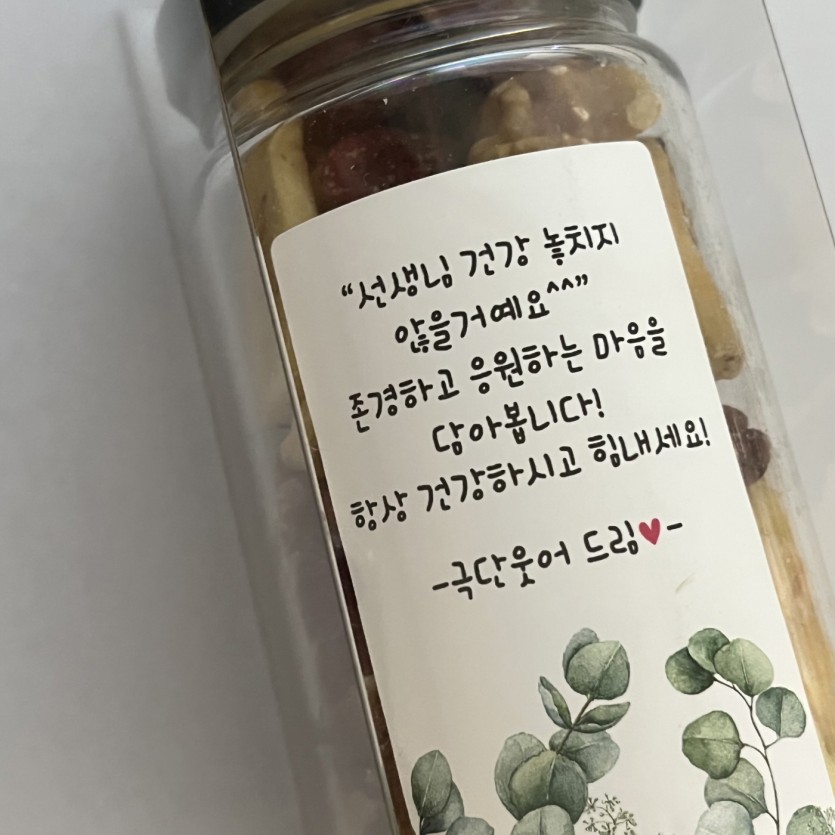 “선생님 건강 놓치지
않을거예요^^”
존경하고 응원하는 마음을
담아봅니다!
항상 건강하시고 힘내세요!
-극단웃어 드림♥-